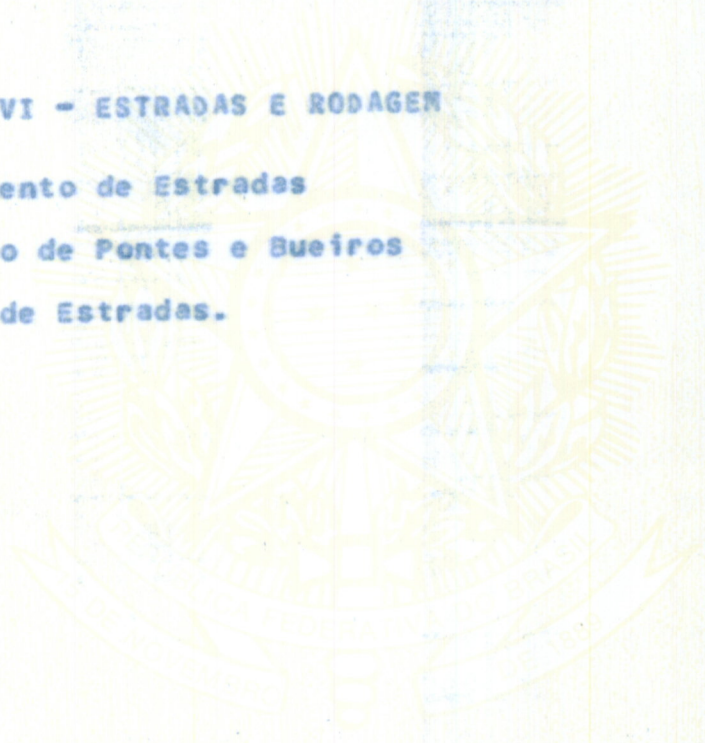 VI - ESTRADAS E RODAGEM
ento de Estradas
o de Pontes e Bueiros
de Estradas.